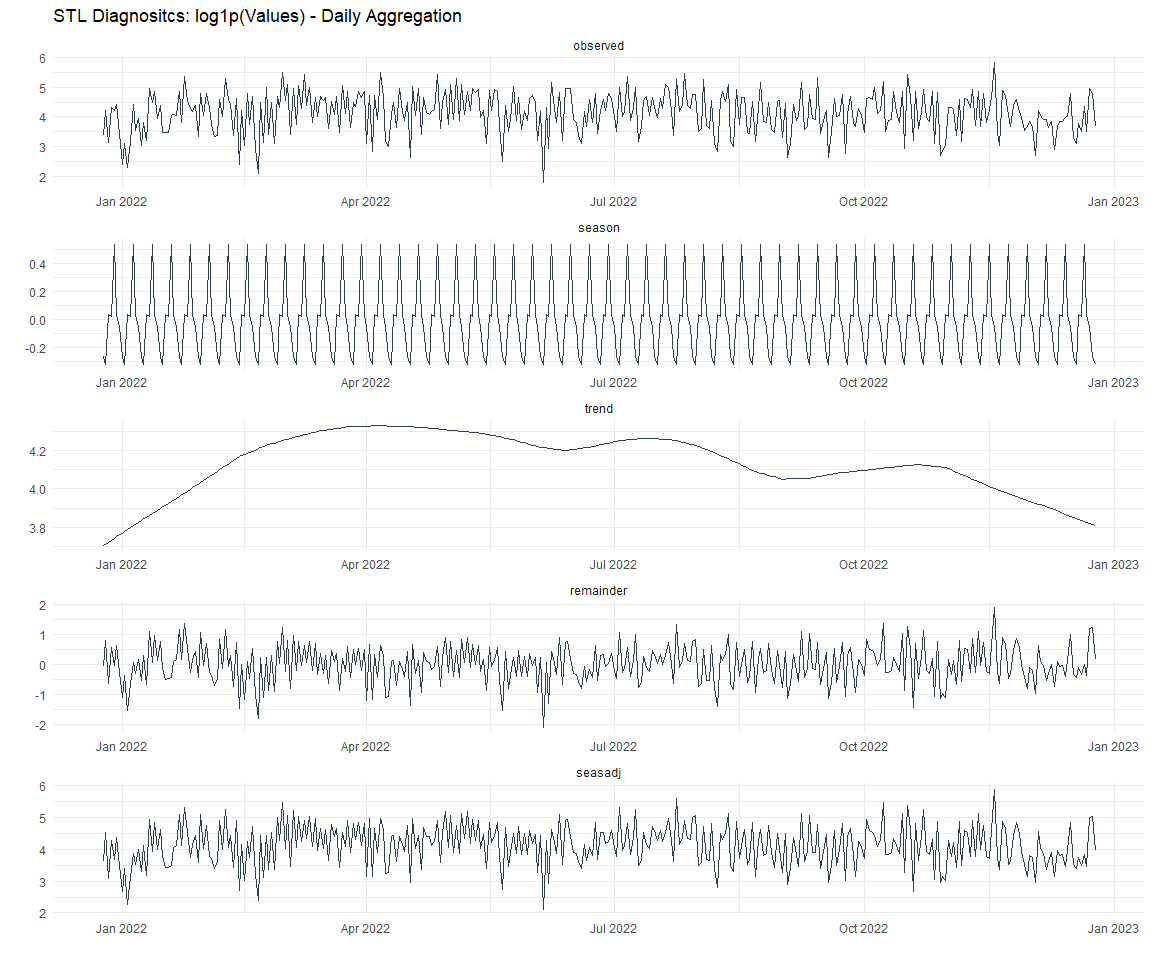 STL Diagnositcs: log1p(Values) - Daily Aggregation
observed
6
5
4
3
2
Jan 2022 Apr 2022 Jul 2022 Oct 2022 Jan 2023
season
0.4
0.2
0.0
-0.2
Jan 2022 Apr 2022 Jul 2022 Oct 2022 Jan 2023
trend
4.2
4.0
3.8
Jan 2022 Apr 2022 Jul 2022 Oct 2022 Jan 2023
remainder
2
1
0
-1
-2
Jan 2022 Apr 2022 Jul 2022 Oct 2022 Jan 2023
seasadj
6
5
4
3
2
Jan 2022 Apr 2022 Jul 2022 Oct 2022 Jan 2023